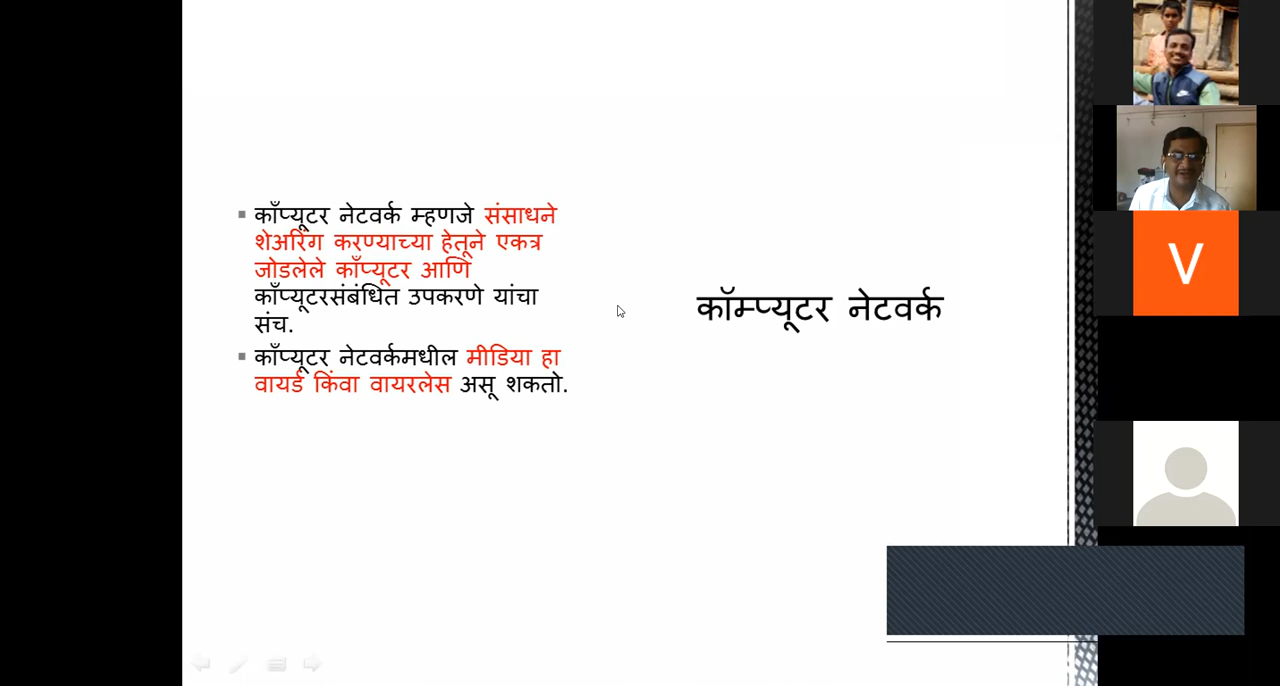 काँप्यूटर नेटवर्क म्हणजे संसाधने
शेअरिंग करण्याच्या हेतूने एकत्र
जोडलेले काँप्यूटर आणि
काँप्यूटरसंबंधित उपकरणे यांचा
संच.
काँप्यूटर नेटवर्कमधील मीडिया हा
वायर्ड किंवा वायरलेस असू शकतो.
कॉम्प्यूटर नेटवर्क
V